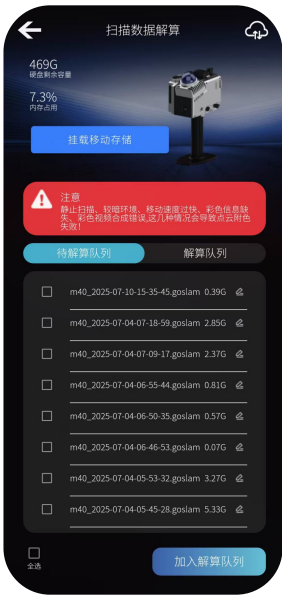 扫描数据解算
469G
硬盘剩余容量
7.3%
内存占用
挂载移动存储
注意
静止扫描、较暗环境、移动速度过快、彩色信息缺
失、彩色视频合成错误,这几种情况会导致点云附色
失败!
待解算队列 解算队列
m40_2025-07-10-15-35-45.goslam 0.39G
m40_2025-07-04-07-18-59.goslam 2.85G
m40_2025-07-04-07-09-17.goslam 2.37G
m40_2025-07-04-06-55-44.goslam 0.81G
m40_2025-07-04-06-50-35.goslam 0.57G
m40_2025-07-04-06-46-53.goslam 0.07G
m40_2025-07-04-05-53-32.goslam 3.27G
m40_2025-07-04-05-45-28.goslam 5.33G
全选
加入解算队列